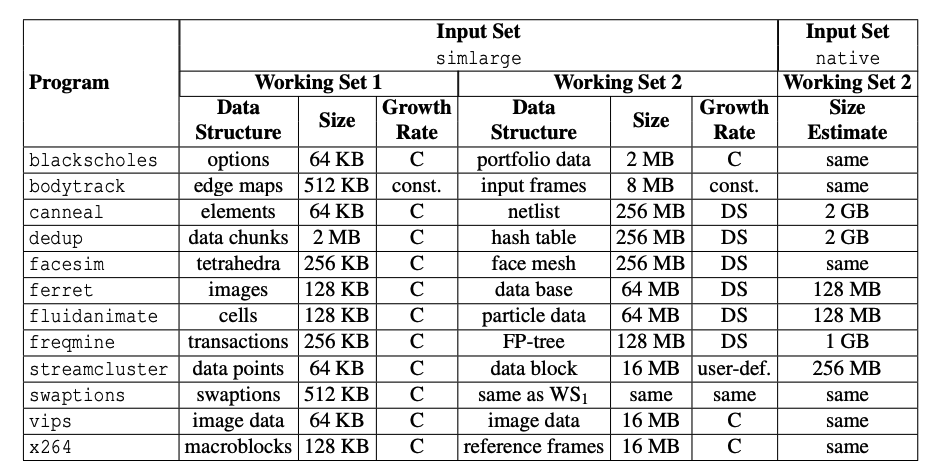 Input Set Input Set
simlarge native
Program Working Set 1 Working Set 2 Working Set 2
Data Structure Size Growth Rate Data Structure Size Growth Rate Size Estimate
blackscholes options 64 KB C portfolio data 2 MB C same
bodytrack edge maps 512 KB const. input frames 8 MB const. same
canneal elements 64 KB C netlist 256 MB DS 2 GB
dedup data chunks 2 MB C hash table 256 MB DS 2 GB
facesim tetrahedra 256 KB C face mesh 256 MB DS same
ferret images 128 KB C data base 64 MB DS 128 MB
fluidanimate cells 128 KB C particle data 64 MB DS 128 MB
freqmine transactions 256 KB C FP-tree 128 MB DS 1 GB
streamcluster data points 64 KB C data block 16 MB user-def. 256 MB
swaptions swaptions 512 KB C same as WS₁ same same same
vips image data 64 KB C image data 16 MB C same
x264 macroblocks 128 KB C reference frames 16 MB C same